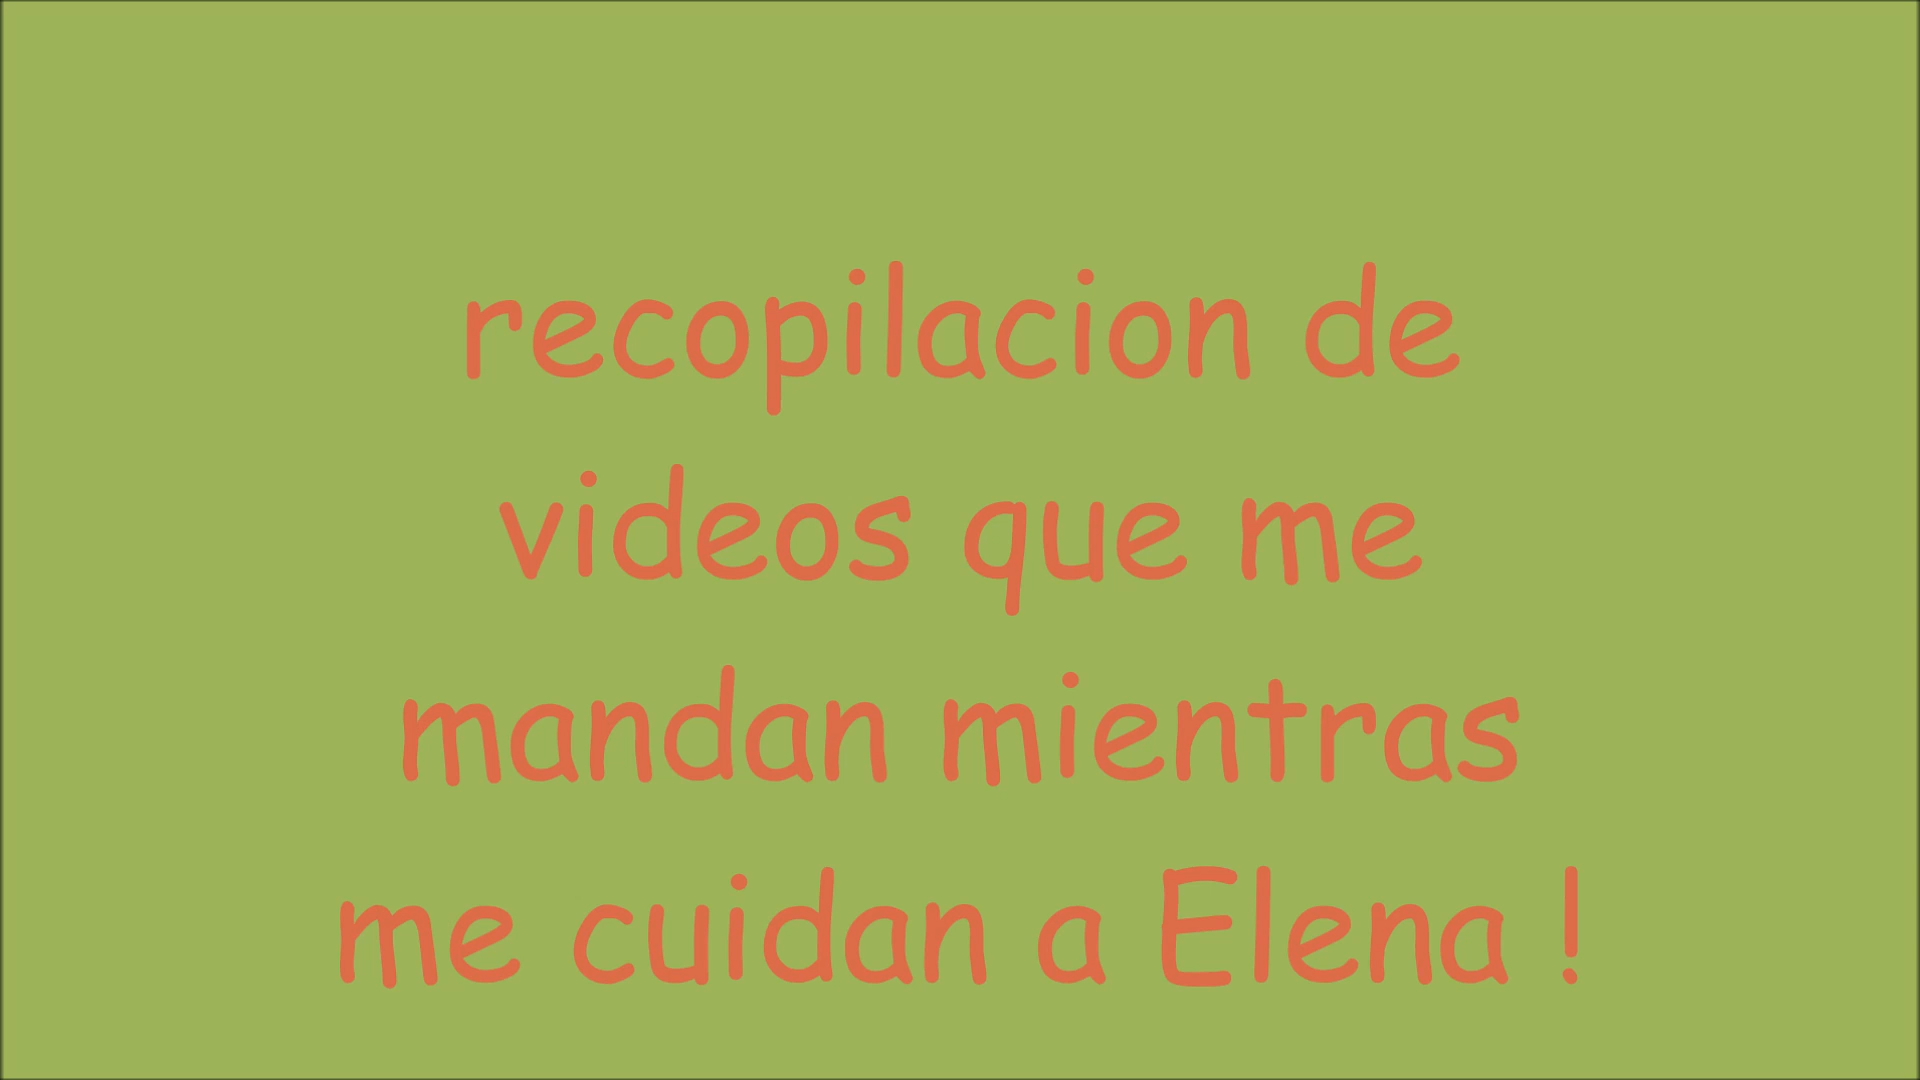 recopilacion de
videos que me
mandan mientras
me cuidan a Elena !